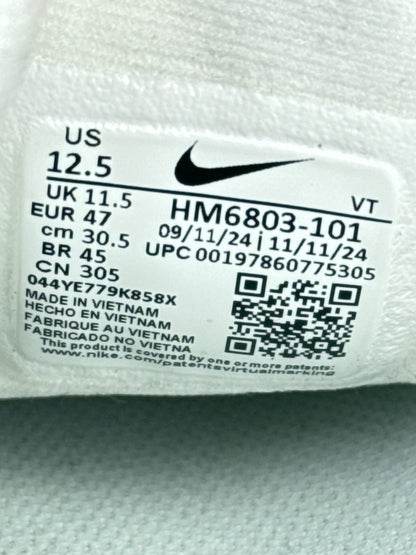 US
12.5
UK 11.5
EUR 47
cm 30.5
BR 45
CN 305
044YE779K858X
MADE IN VIETNAM
HECHO EN VIETNAM
FABRIQUE AU VIETNAM
FABRICADO NO VIETNA
This product is covered by one or more patents:
www.nike.com/patentsvirtualmarking
VT
HM6803-101
09/11/24 | 11/11/24
UPC 00197860775305